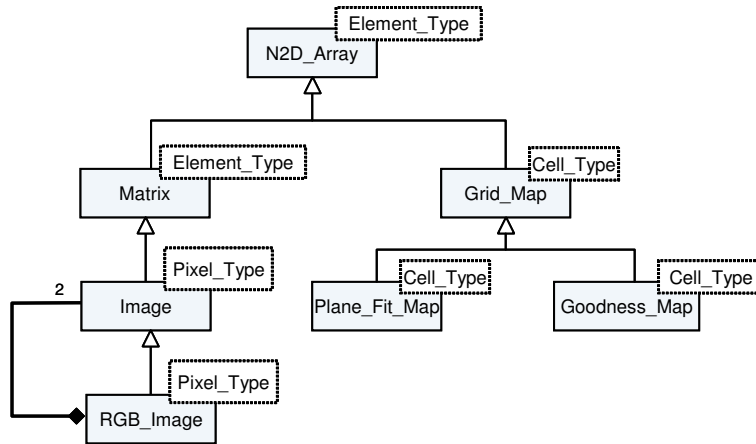 Element_Type
N2D_Array
Element_Type
Matrix
Cell_Type
Grid_Map
Pixel_Type
2
Image
Cell_Type
Plane_Fit_Map
Cell_Type
Goodness_Map
Pixel_Type
RGB_Image